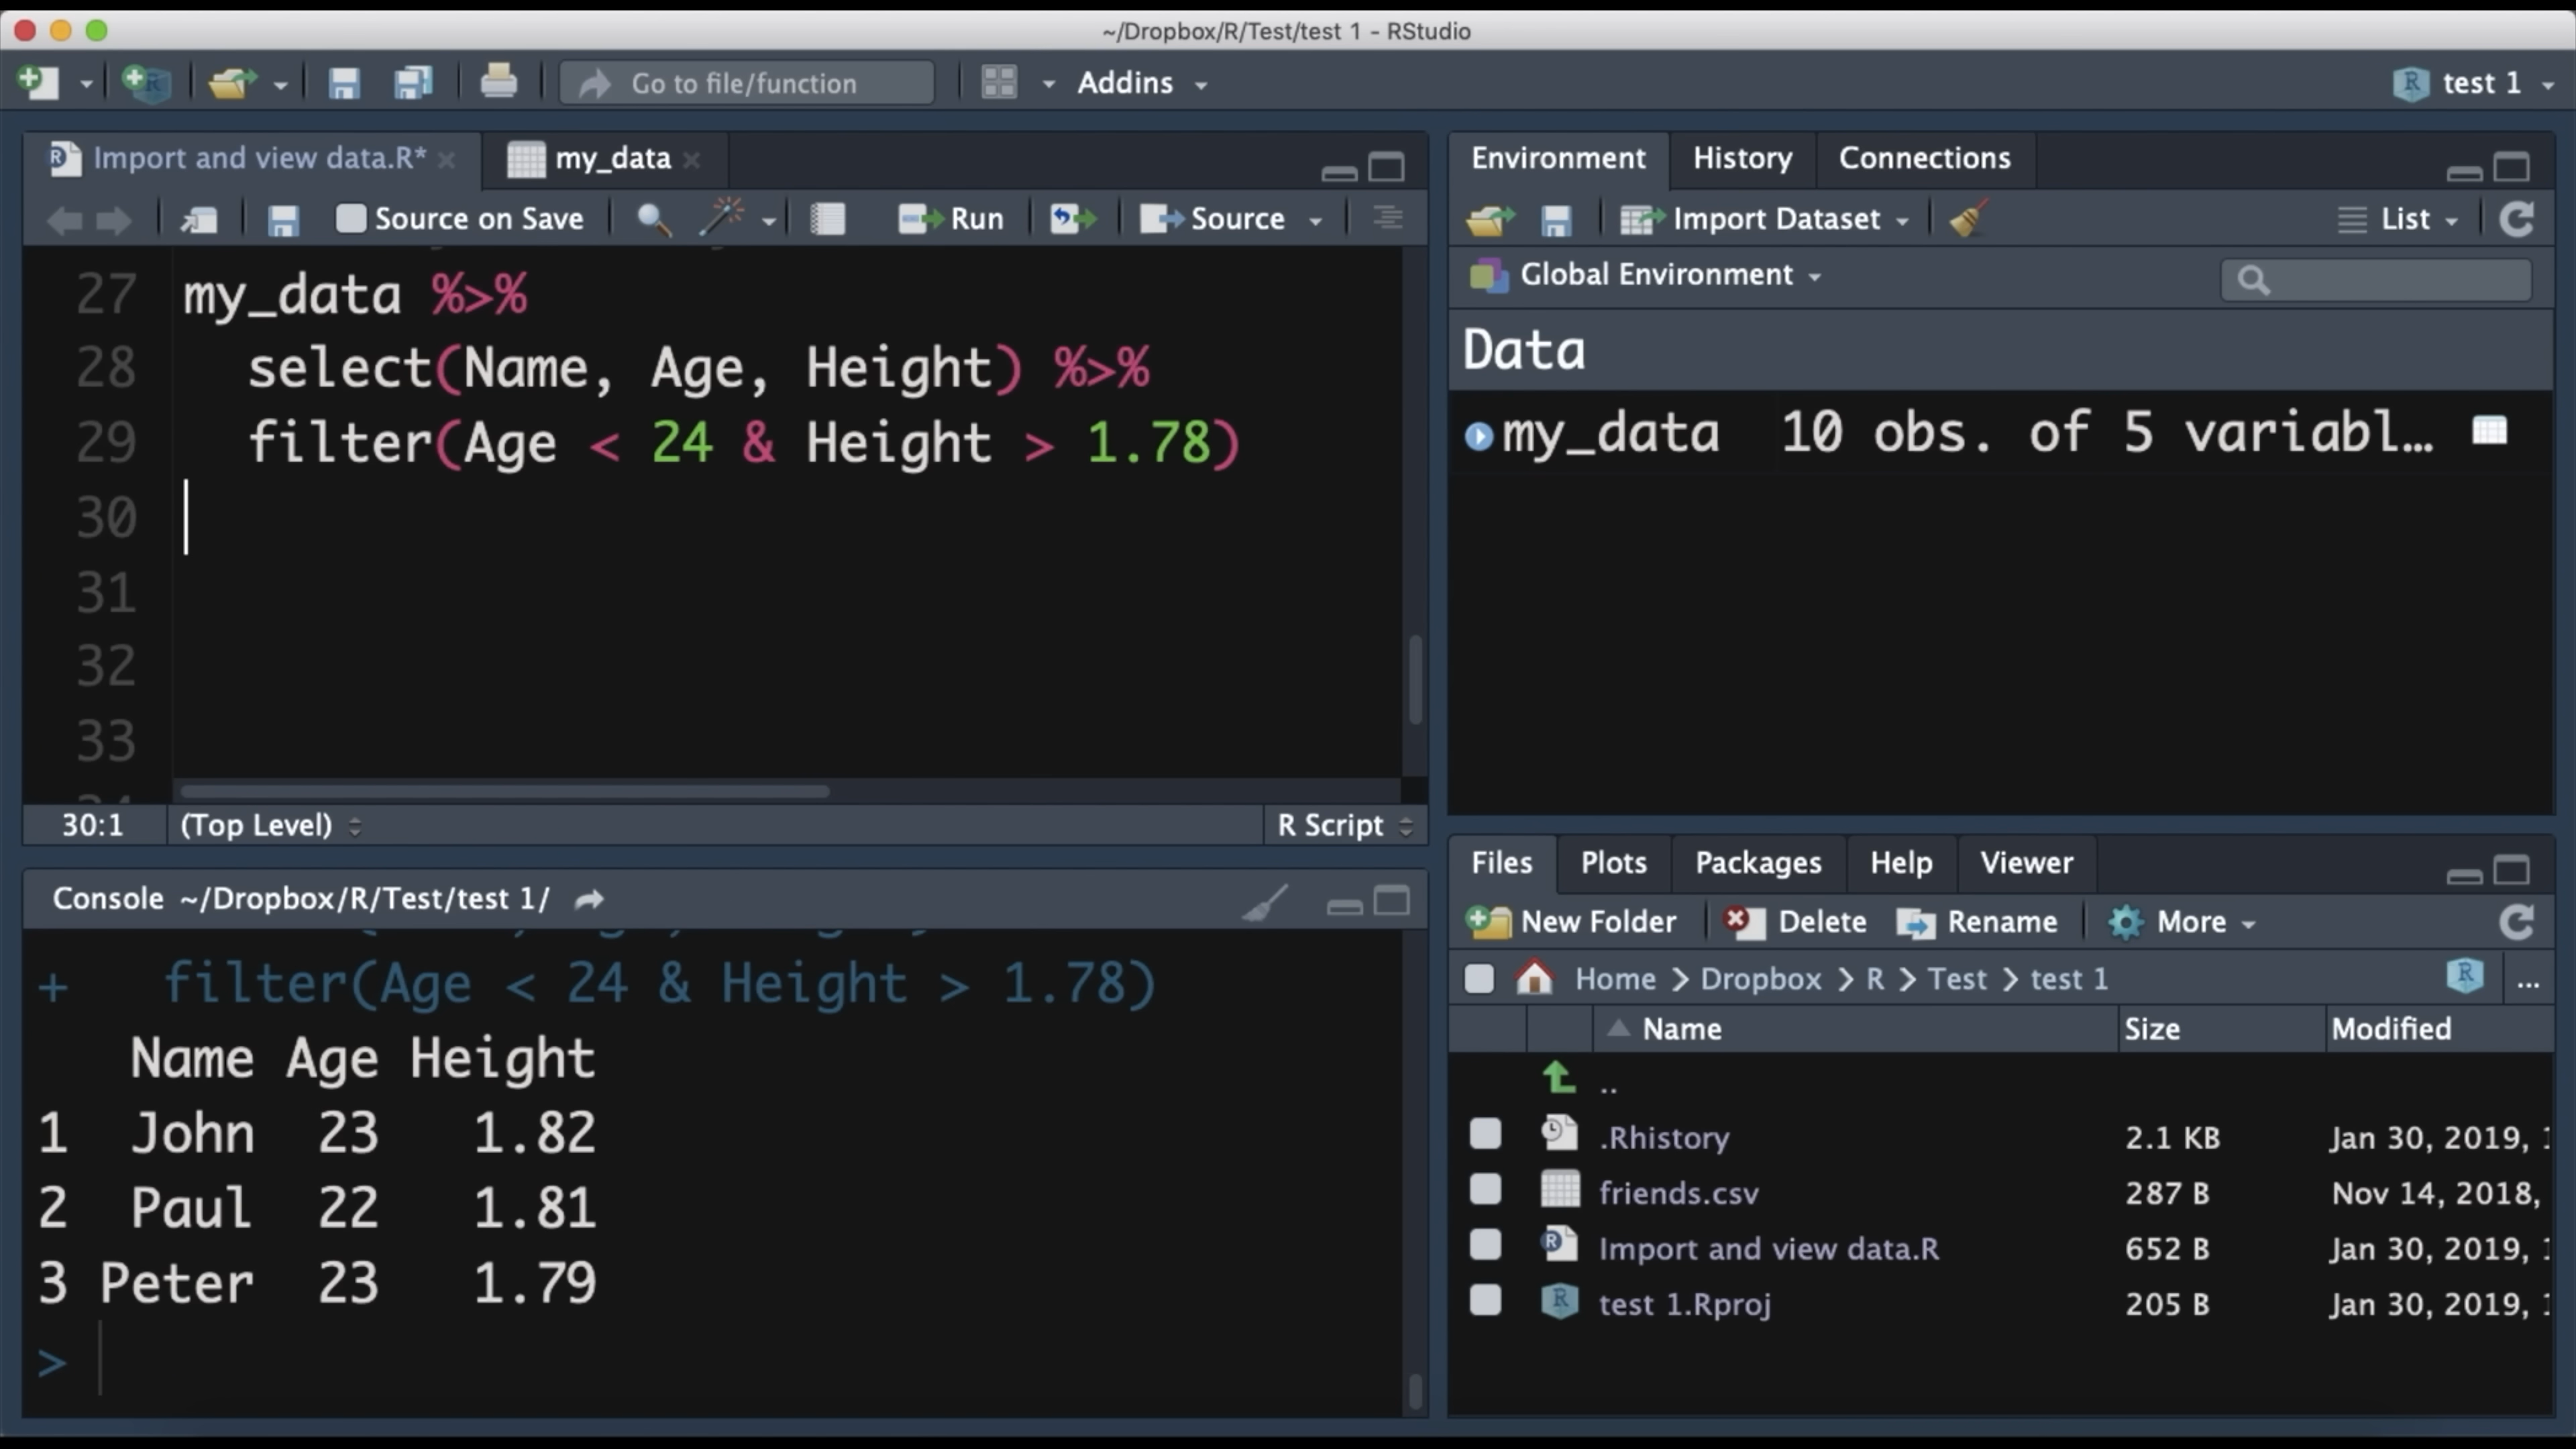 ~/Dropbox/R/Test/test 1 - RStudio
Go to file/function
Addins
test 1
Import and view data.R*
my_data
Source on Save
Run
Source
27 my_data %>%
28 select(Name, Age, Height) %>%
29 filter(Age < 24 & Height > 1.78)
30
31
32
33
30:1
(Top Level)
R Script
Console ~/Dropbox/R/Test/test 1/
+ filter(Age < 24 & Height > 1.78)
Name Age Height
1 John 23 1.82
2 Paul 22 1.81
3 Peter 23 1.79
>
Environment History Connections
Import Dataset
List
Global Environment
Data
my_data 10 obs. of 5 variabl…
Files Plots Packages Help Viewer
New Folder Delete Rename More
Home > Dropbox > R > Test > test 1 ...
Name Size Modified
..
.Rhistory 2.1 KB Jan 30, 2019,
friends.csv 287 B Nov 14, 2018,
Import and view data.R 652 B Jan 30, 2019,
test 1.Rproj 205 B Jan 30, 2019,